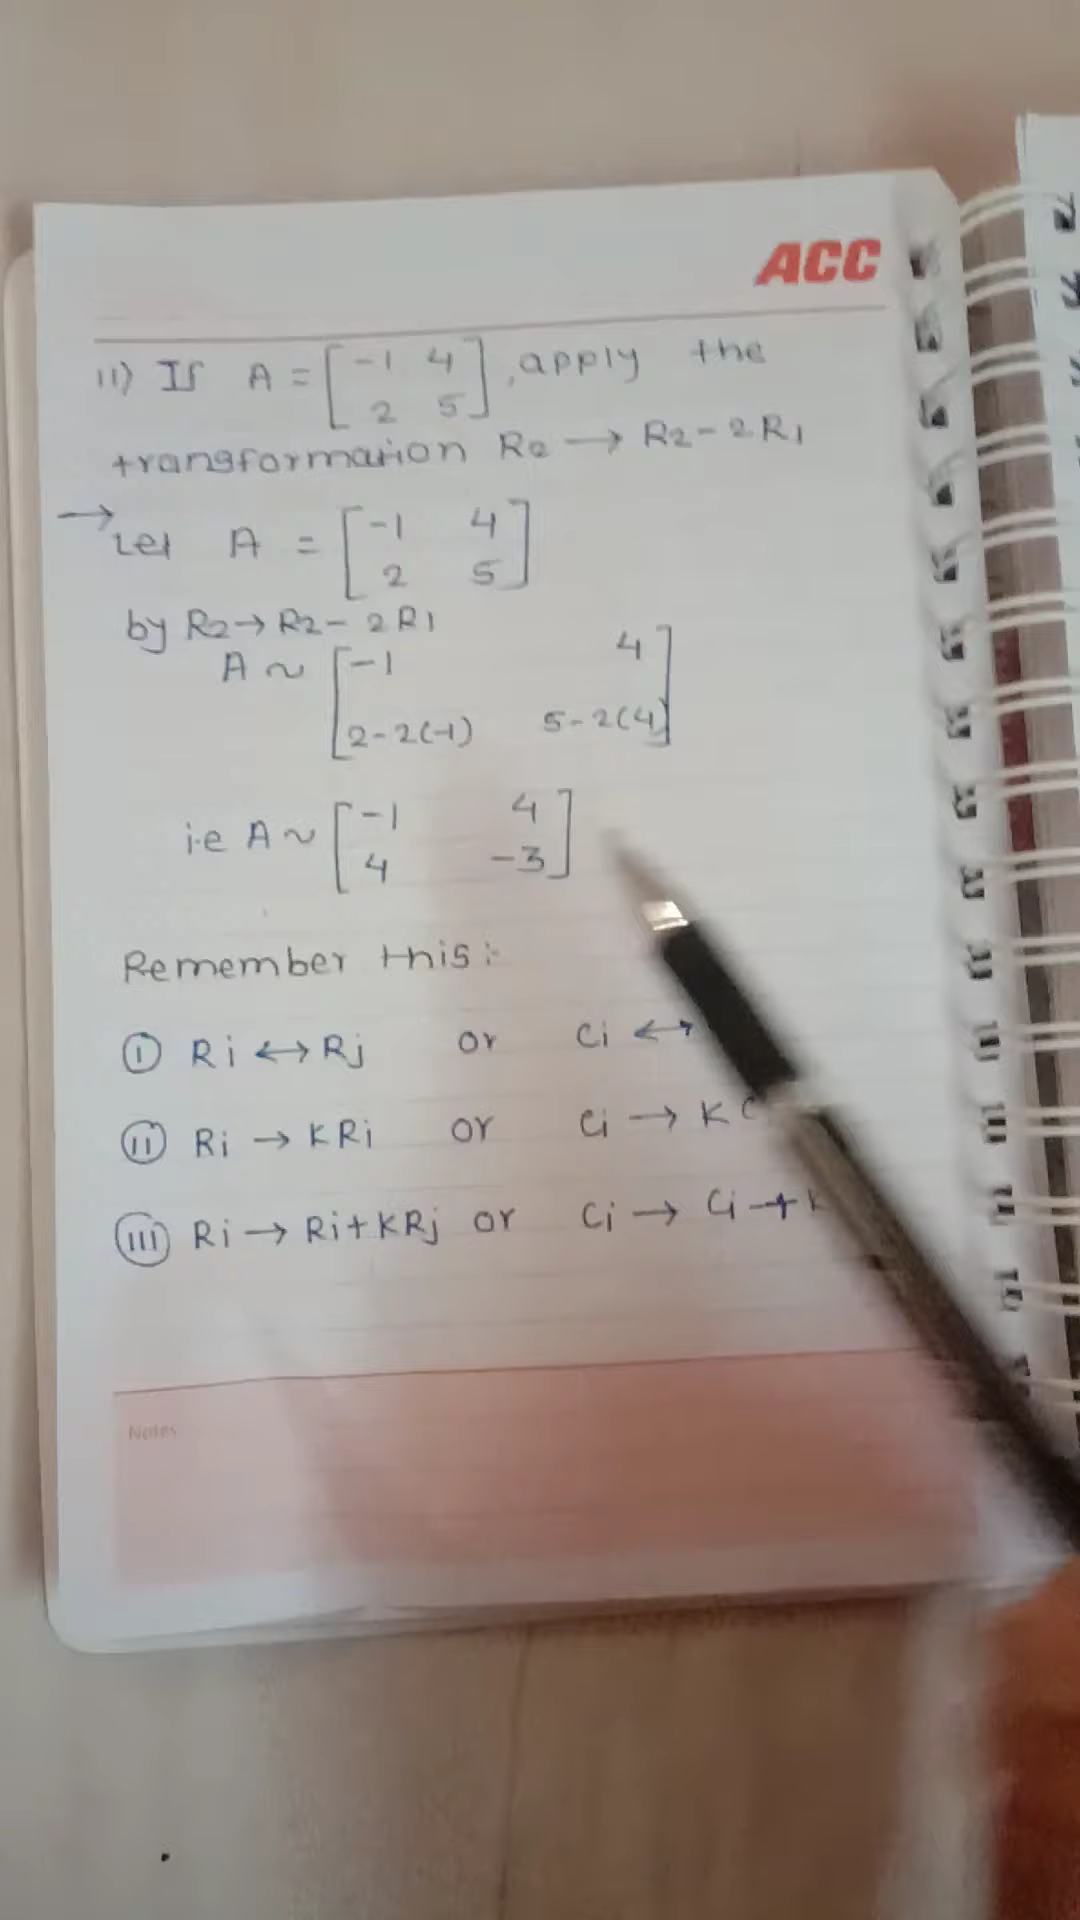 ACC
11) If A = [-1 4
2 5], apply the
transformation R2 → R2 - 2R1
→ Let A = [-1 4
2 5]
by R2 → R2 - 2R1
A ~ [-1 4
2-2(-1) 5-2(4)]
i.e A ~ [-1 4
4 -3]
Remember this :-
(I) Ri ↔ Rj or Ci ↔
(II) Ri → KRi or Ci → K C
(III) Ri → Ri + KRj or Ci → Ci + K
Notes